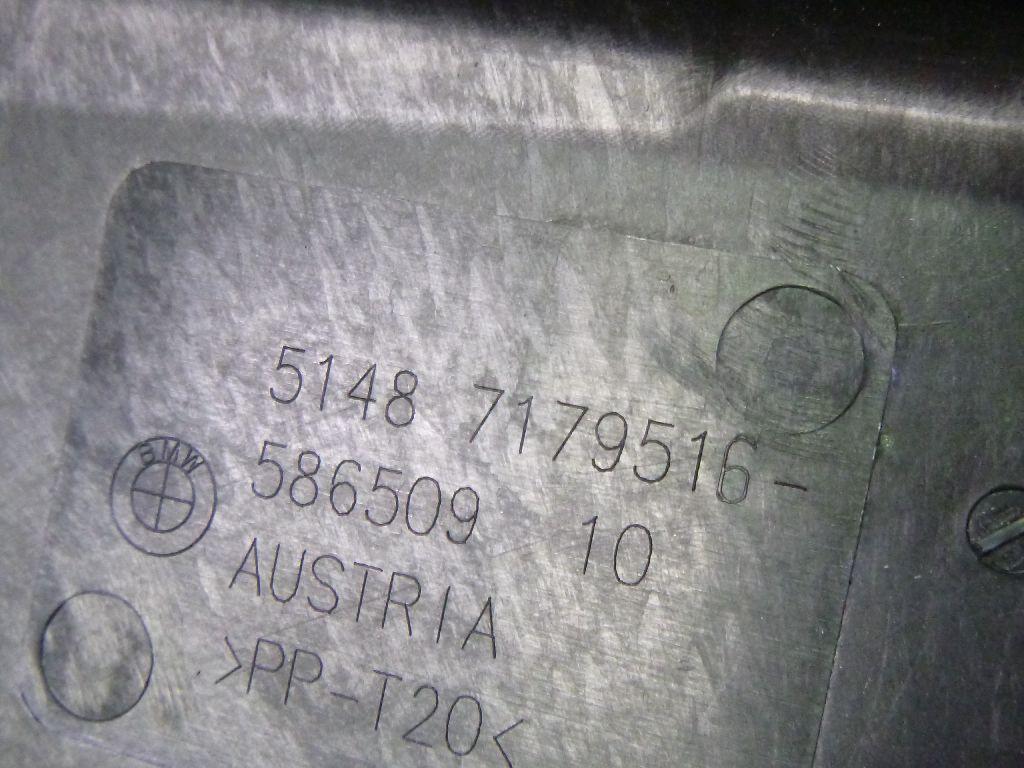 5148 7179516-
BMW
586509 10
AUSTRIA
>PP-T20<